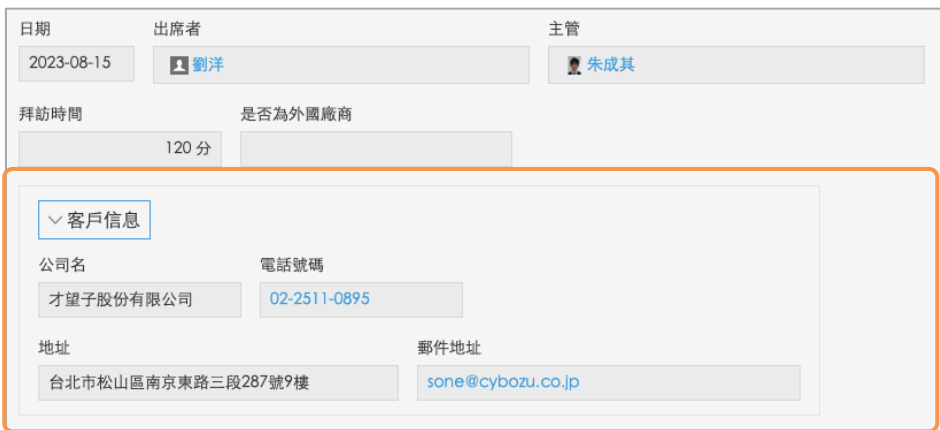 日期 出席者 主管
2023-08-15 劉洋 朱成其
拜訪時間 是否為外國廠商
120 分
客戶信息
公司名 電話號碼
才望子股份有限公司 02-2511-0895
地址 郵件地址
台北市松山區南京東路三段287號9樓 sone@cybozu.co.jp